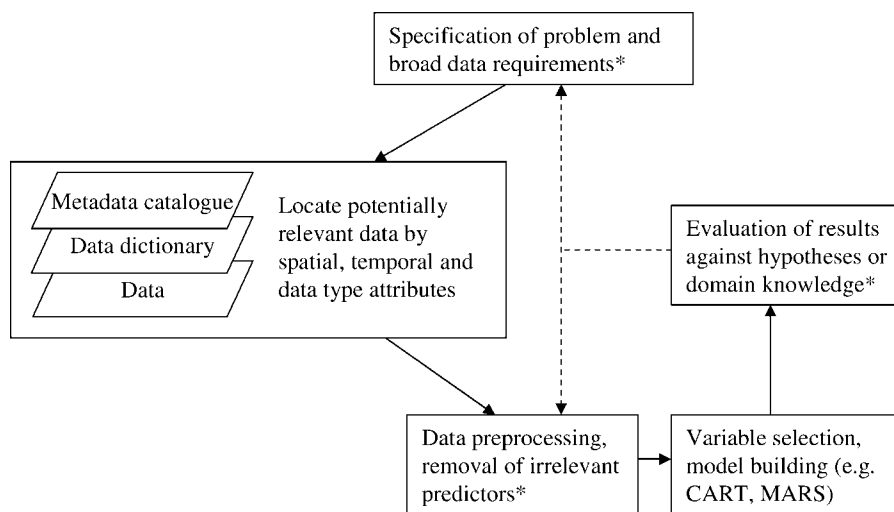 Specification of problem and
broad data requirements*
Metadata catalogue
Data dictionary
Data
Locate potentially
relevant data by
spatial, temporal and
data type attributes
Evaluation of results
against hypotheses or
domain knowledge*
Data preprocessing,
removal of irrelevant
predictors*
Variable selection,
model building (e.g.
CART, MARS)